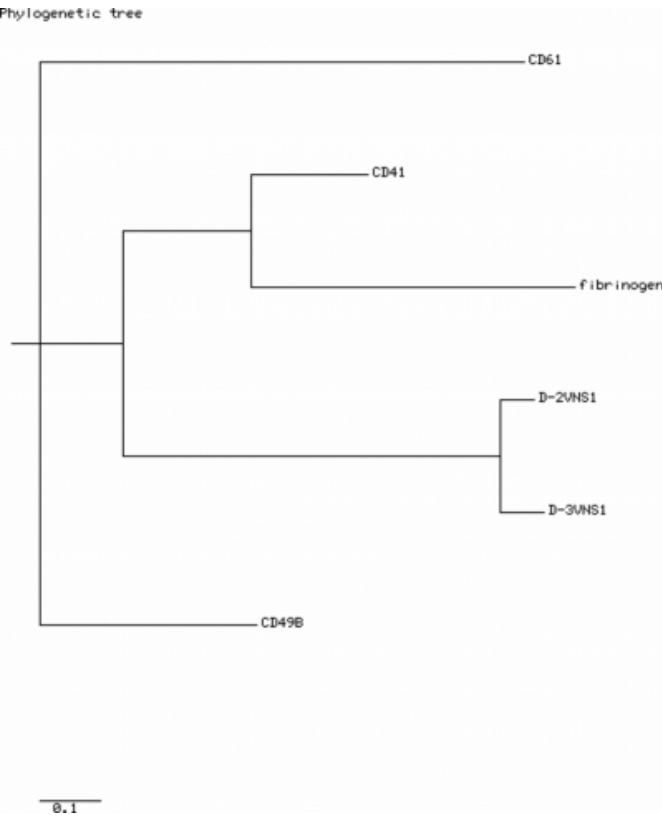 Phylogenetic tree
CD61
CD41
fibrinogen
D-2VNS1
D-3VNS1
CD49B
0.1